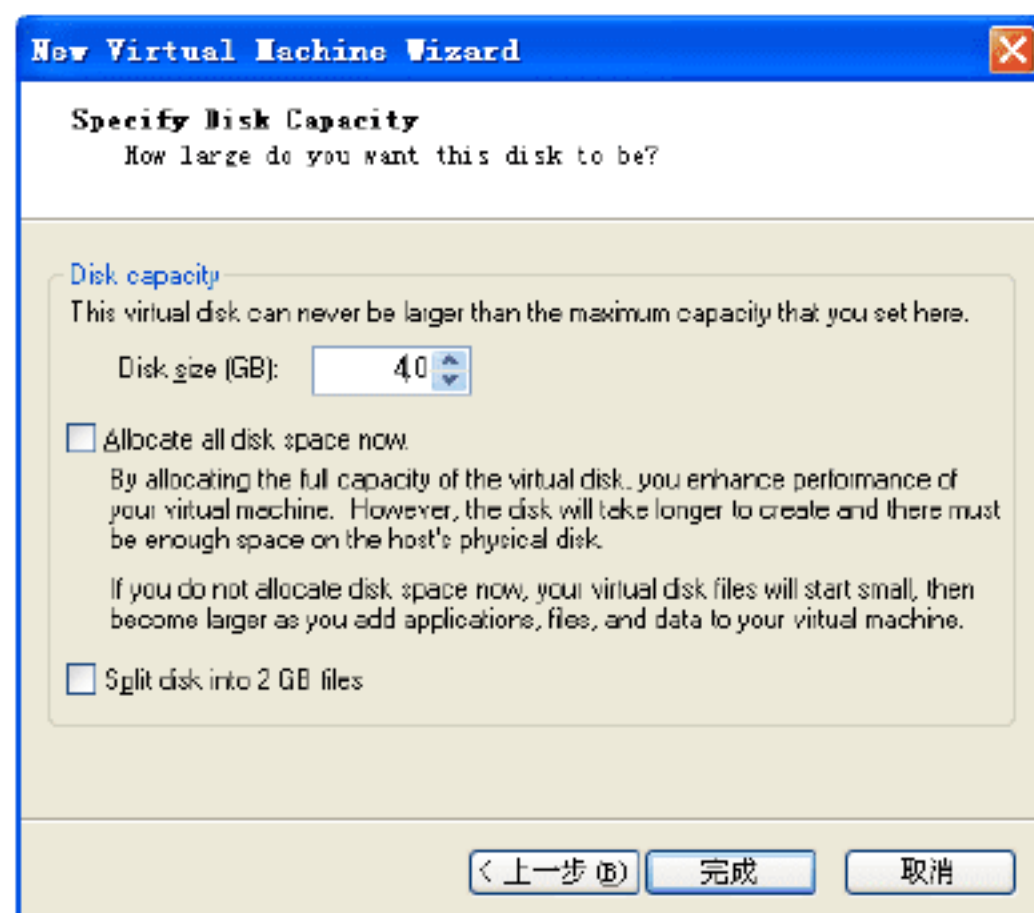 New Virtual Machine Wizard
Specify Disk Capacity
How large do you want this disk to be?
Disk capacity
This virtual disk can never be larger than the maximum capacity that you set here.
Disk size (GB): 4.0
Allocate all disk space now.
By allocating the full capacity of the virtual disk, you enhance performance of
your virtual machine. However, the disk will take longer to create and there must
be enough space on the host's physical disk.
If you do not allocate disk space now, your virtual disk files will start small, then
become larger as you add applications, files, and data to your virtual machine.
Split disk into 2 GB files
< 上一步(B) 完成 取消